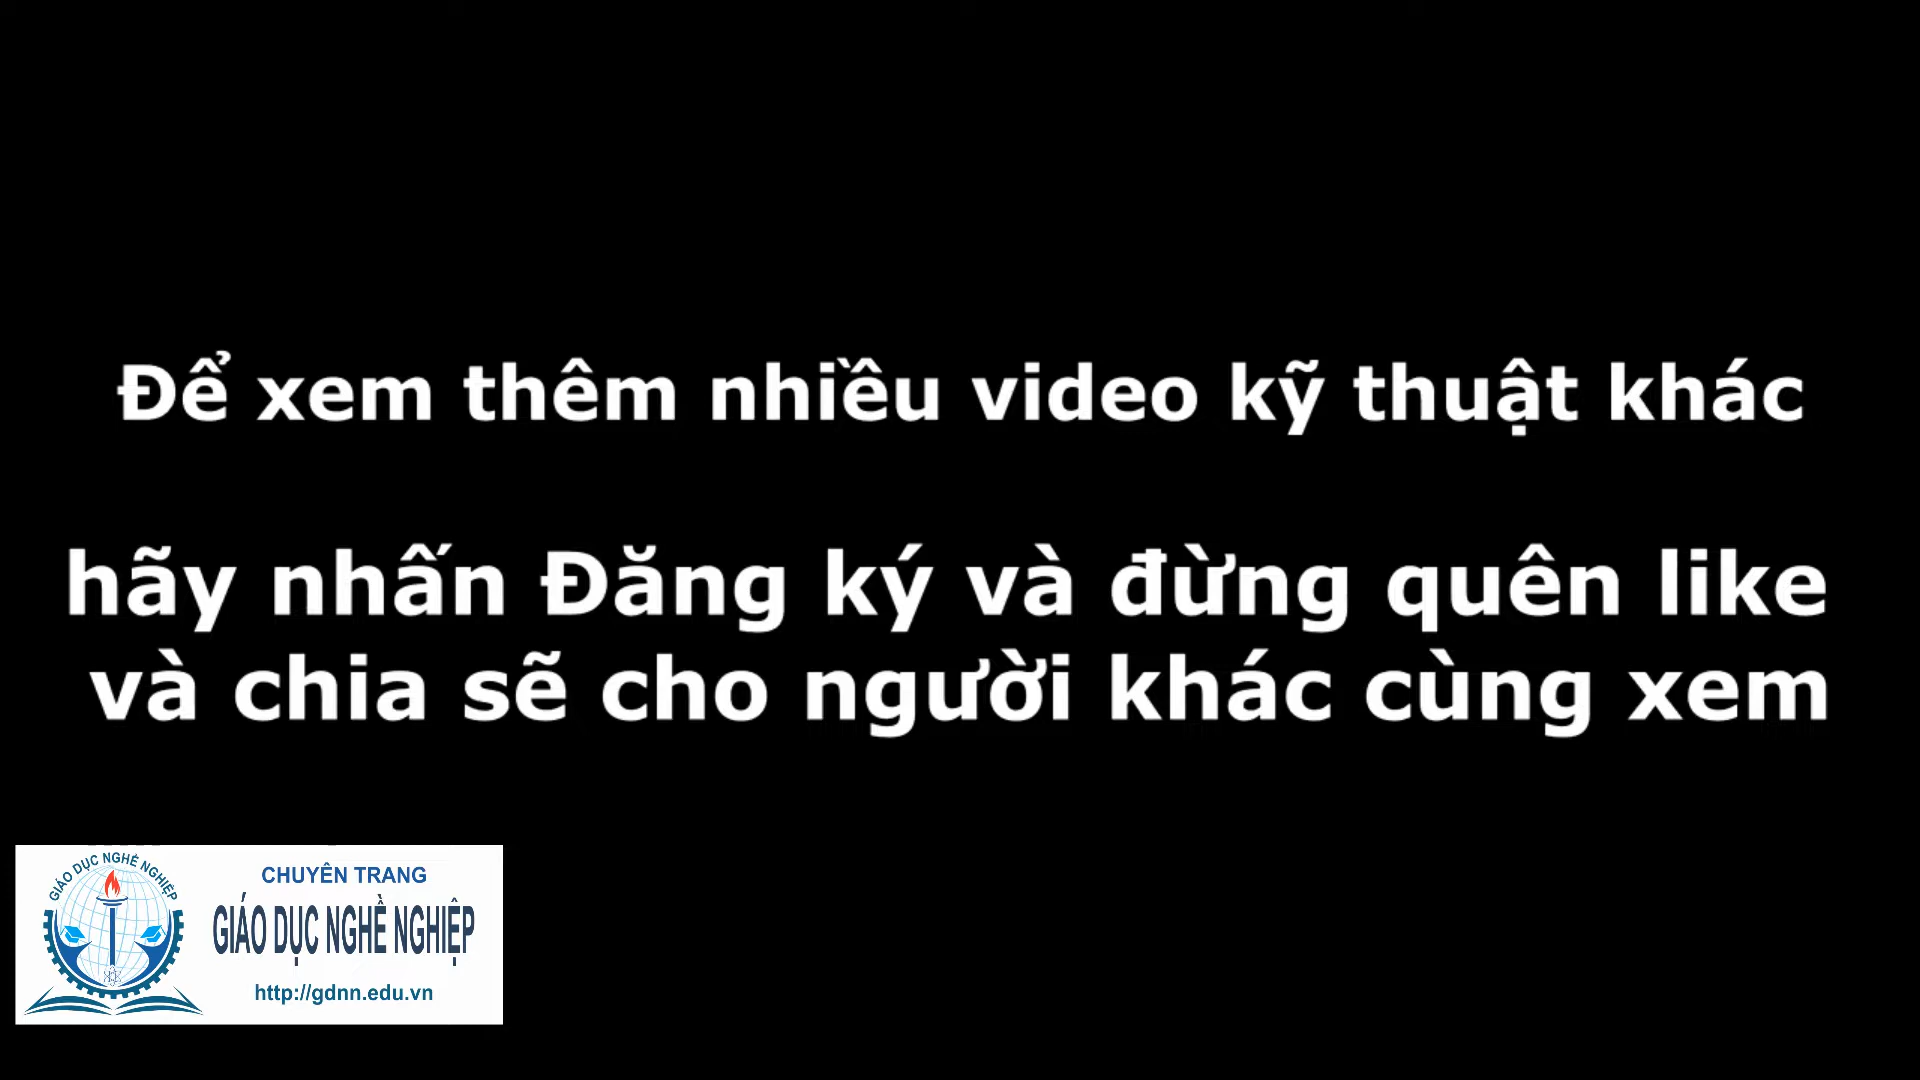 Để xem thêm nhiều video kỹ thuật khác
hãy nhấn Đăng ký và đừng quên like
và chia sẽ cho người khác cùng xem
GIÁO DỤC NGHỀ NGHIỆP
CHUYÊN TRANG
GIÁO DỤC NGHỀ NGHIỆP
http://gdnn.edu.vn